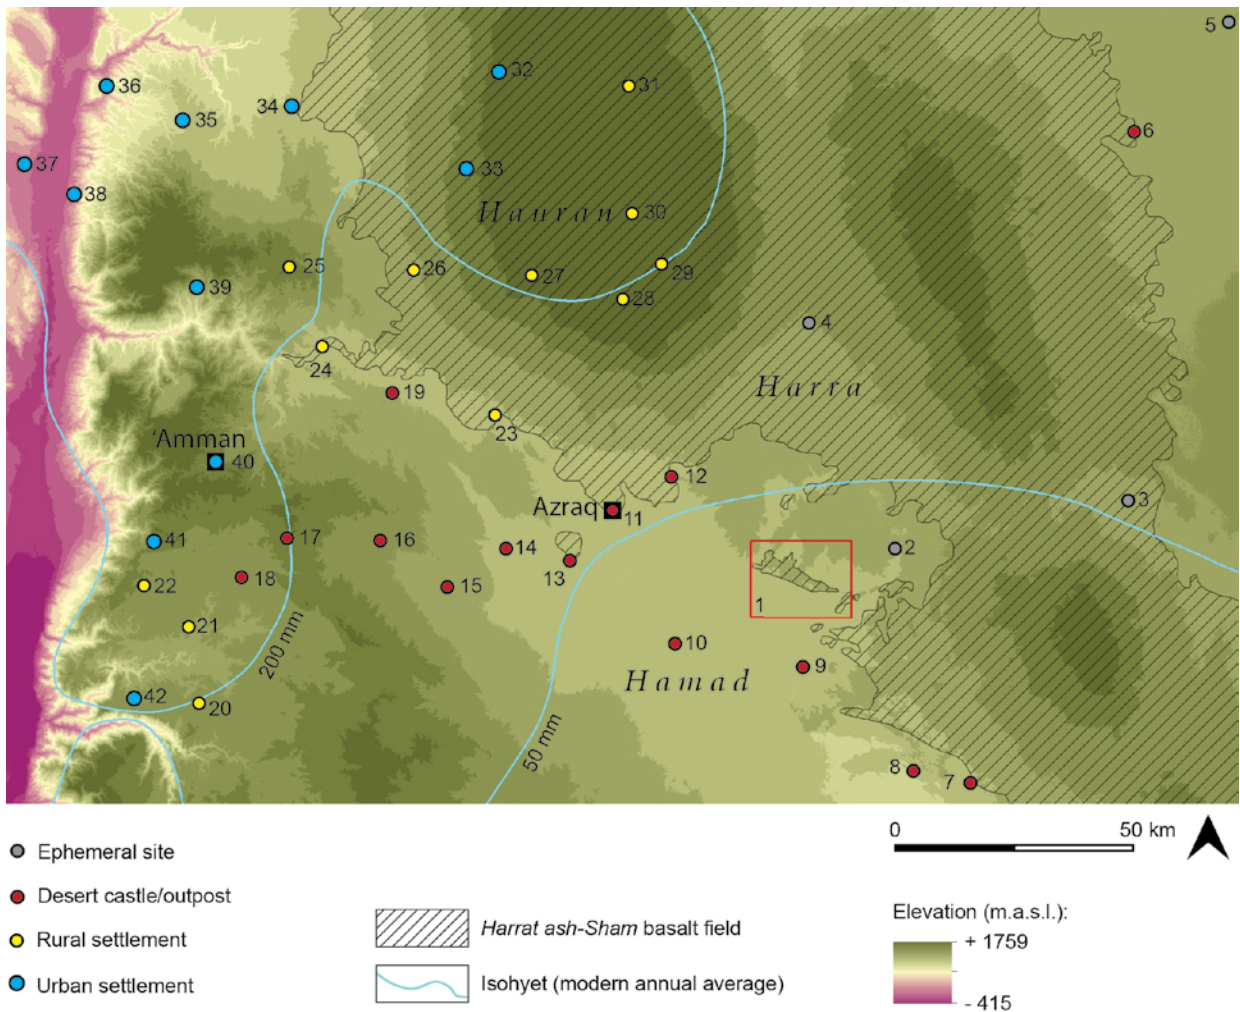 5
36
32
31
34
35
6
37
38
33
Hauran
30
25
26
27
29
39
28
4
24
Harra
19
23
'Amman
40
12
Azraq
11
3
41
17
16
14
2
13
22
18
15
1
21
200 mm
10
9
Hamad
42
20
50 mm
8
7
0 50 km
Ephemeral site
Desert castle/outpost
Rural settlement
Urban settlement
Harrat ash-Sham basalt field
Isohyet (modern annual average)
Elevation (m.a.s.l.):
+ 1759
- 415